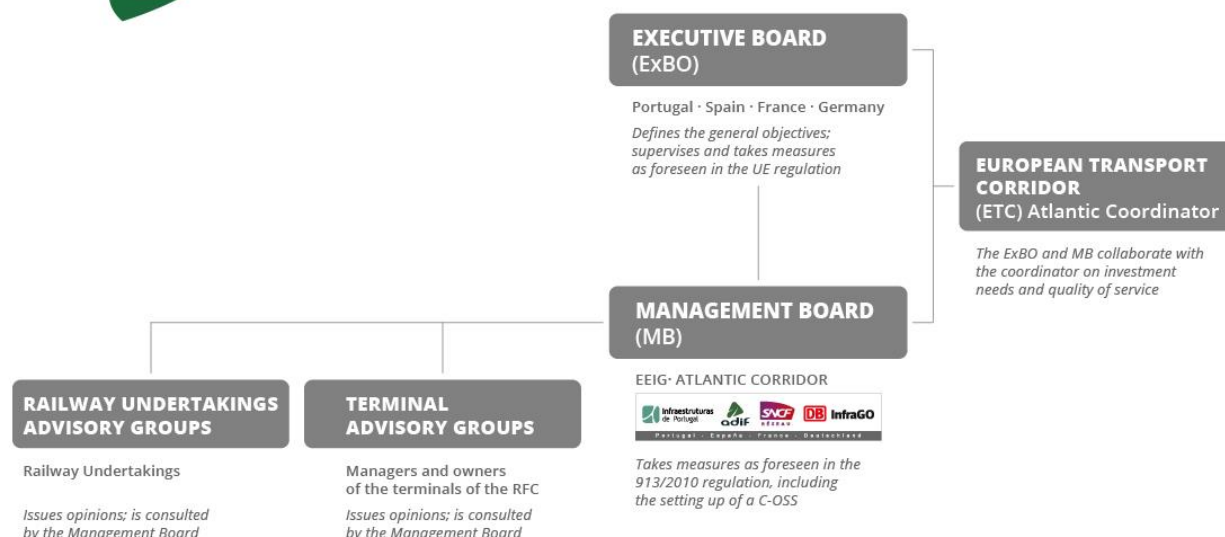 EXECUTIVE BOARD
(ExBO)
Portugal · Spain · France · Germany
Defines the general objectives;
supervises and takes measures
as foreseen in the UE regulation
EUROPEAN TRANSPORT
CORRIDOR
(ETC) Atlantic Coordinator
The ExBO and MB collaborate with
the coordinator on investment
needs and quality of service
MANAGEMENT BOARD
(MB)
EEIG· ATLANTIC CORRIDOR
Infraestruturas
de Portugal
adif
SNCF
RÉSEAU
DB InfraGO
Portugal · España · France · Deutschland
Takes measures as foreseen in the
913/2010 regulation, including
the setting up of a C-OSS
RAILWAY UNDERTAKINGS
ADVISORY GROUPS
Railway Undertakings
Issues opinions; is consulted
by the Management Board
TERMINAL
ADVISORY GROUPS
Managers and owners
of the terminals of the RFC
Issues opinions; is consulted
by the Management Board